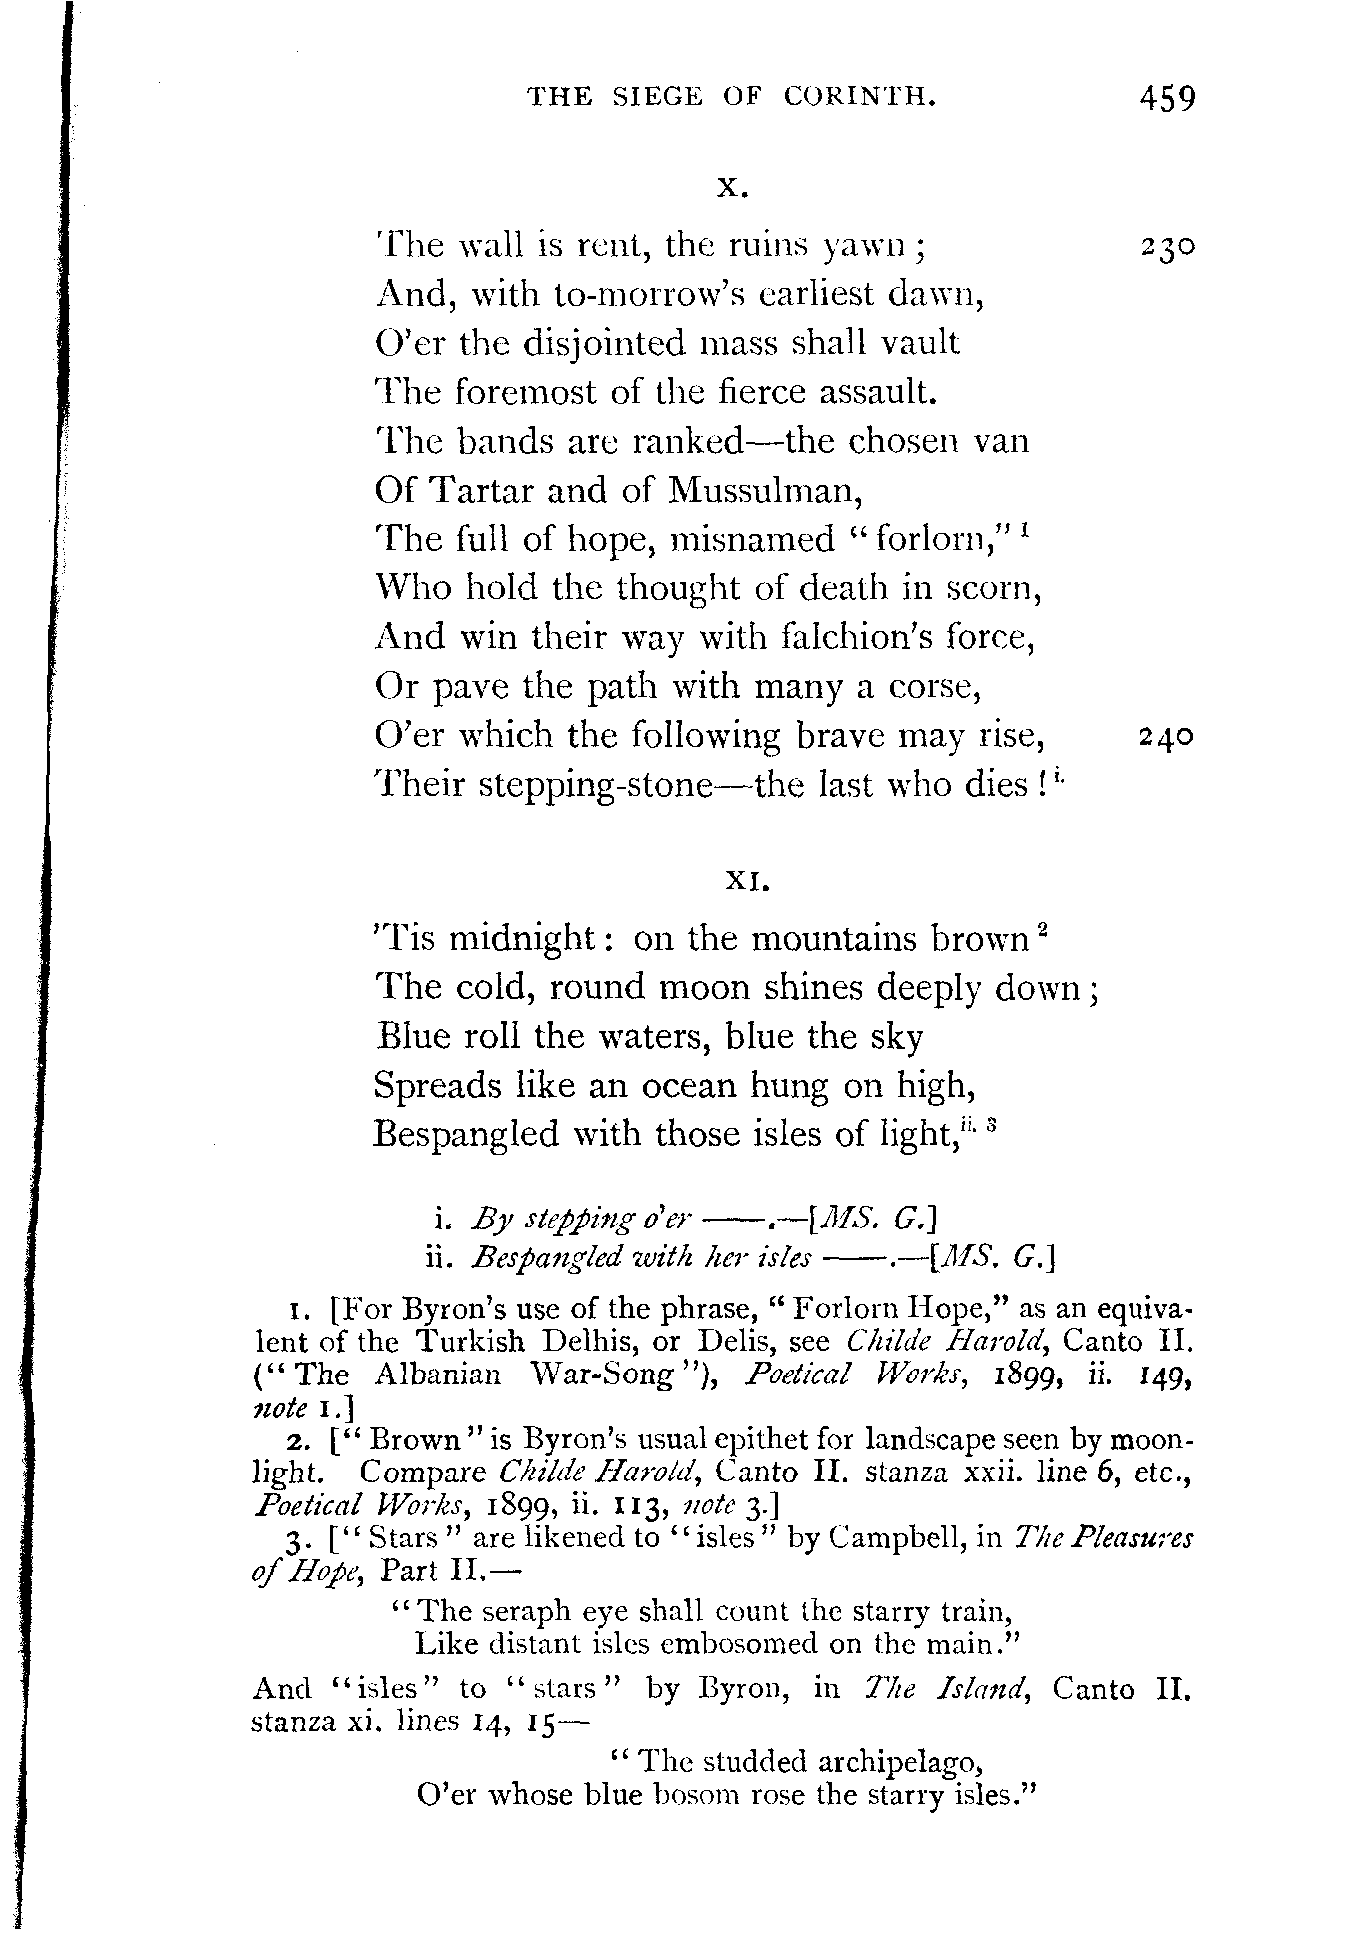 THE SIEGE OF CORINTH. 459
X.
The wall is rent, the ruins yawn; 230
And, with to-morrow's earliest dawn,
O'er the disjointed mass shall vault
The foremost of the fierce assault.
The bands are ranked—the chosen van
Of Tartar and of Mussulman,
The full of hope, misnamed "forlorn," 1
Who hold the thought of death in scorn,
And win their way with falchion's force,
Or pave the path with many a corse,
O'er which the following brave may rise, 240
Their stepping-stone—the last who dies! i.
XI.
'Tis midnight: on the mountains brown 2
The cold, round moon shines deeply down;
Blue roll the waters, blue the sky
Spreads like an ocean hung on high,
Bespangled with those isles of light, ii. 3
i. By stepping o'er ——.—[MS. G.]
ii. Bespangled with her isles ——.—[MS. G.]
1. [For Byron's use of the phrase, "Forlorn Hope," as an equiva-
lent of the Turkish Delhis, or Delis, see Childe Harold, Canto II.
("The Albanian War-Song"), Poetical Works, 1899, ii. 149,
note 1.]
2. ["Brown" is Byron's usual epithet for landscape seen by moon-
light. Compare Childe Harold, Canto II. stanza xxii. line 6, etc.,
Poetical Works, 1899, ii. 113, note 3.]
3. ["Stars" are likened to "isles" by Campbell, in The Pleasures
of Hope, Part II.—
"The seraph eye shall count the starry train,
Like distant isles embosomed on the main."
And "isles" to "stars" by Byron, in The Island, Canto II.
stanza xi. lines 14, 15—
"The studded archipelago,
O'er whose blue bosom rose the starry isles."